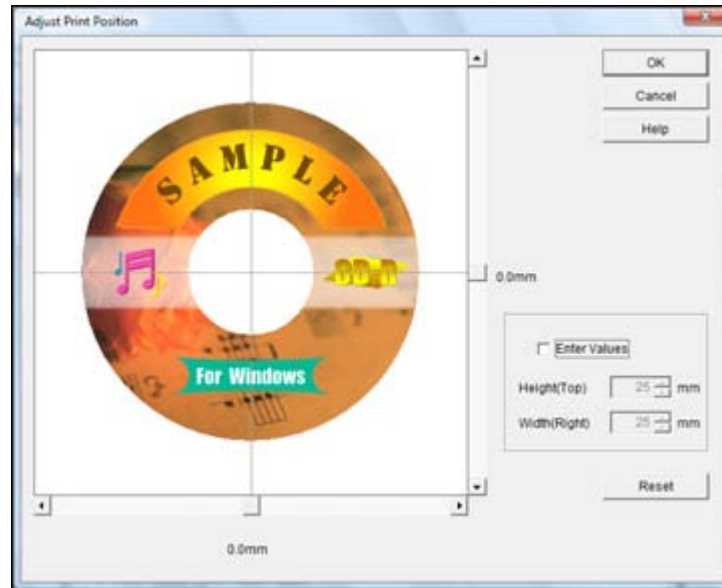 Adjust Print Position
OK
Cancel
Help
SAMPLE
CD-R
0.0mm
For Windows
Enter Values
Height(Top) 25 mm
Width(Right) 25 mm
Reset
0.0mm